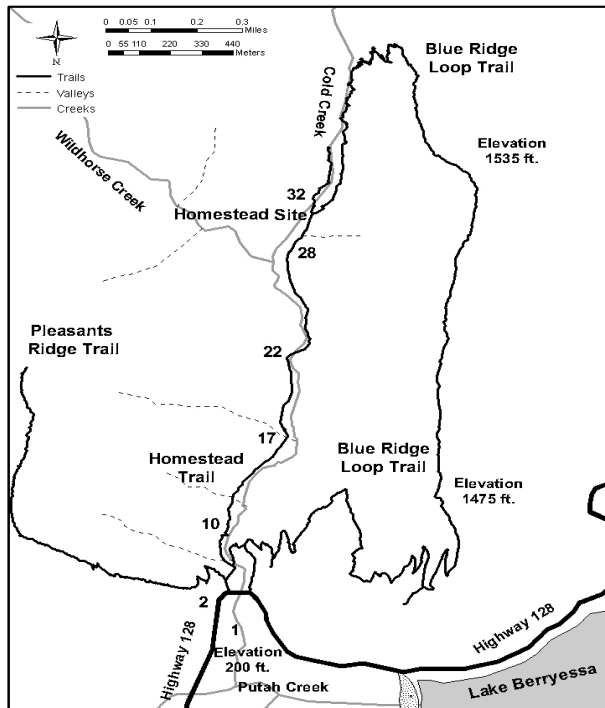 0 0.05 0.1 0.2 0.3
Miles
0 55 110 220 330 440
Meters
N
Trails
Valleys
Creeks
Blue Ridge
Loop Trail
Cold Creek
Elevation
1535 ft.
Wildhorse Creek
32
Homestead Site
28
Pleasants
Ridge Trail
22
17
Blue Ridge
Loop Trail
Homestead
Trail
Elevation
1475 ft.
10
2
1
Elevation
200 ft.
Highway 128
Highway 128
Putah Creek
Lake Berryessa